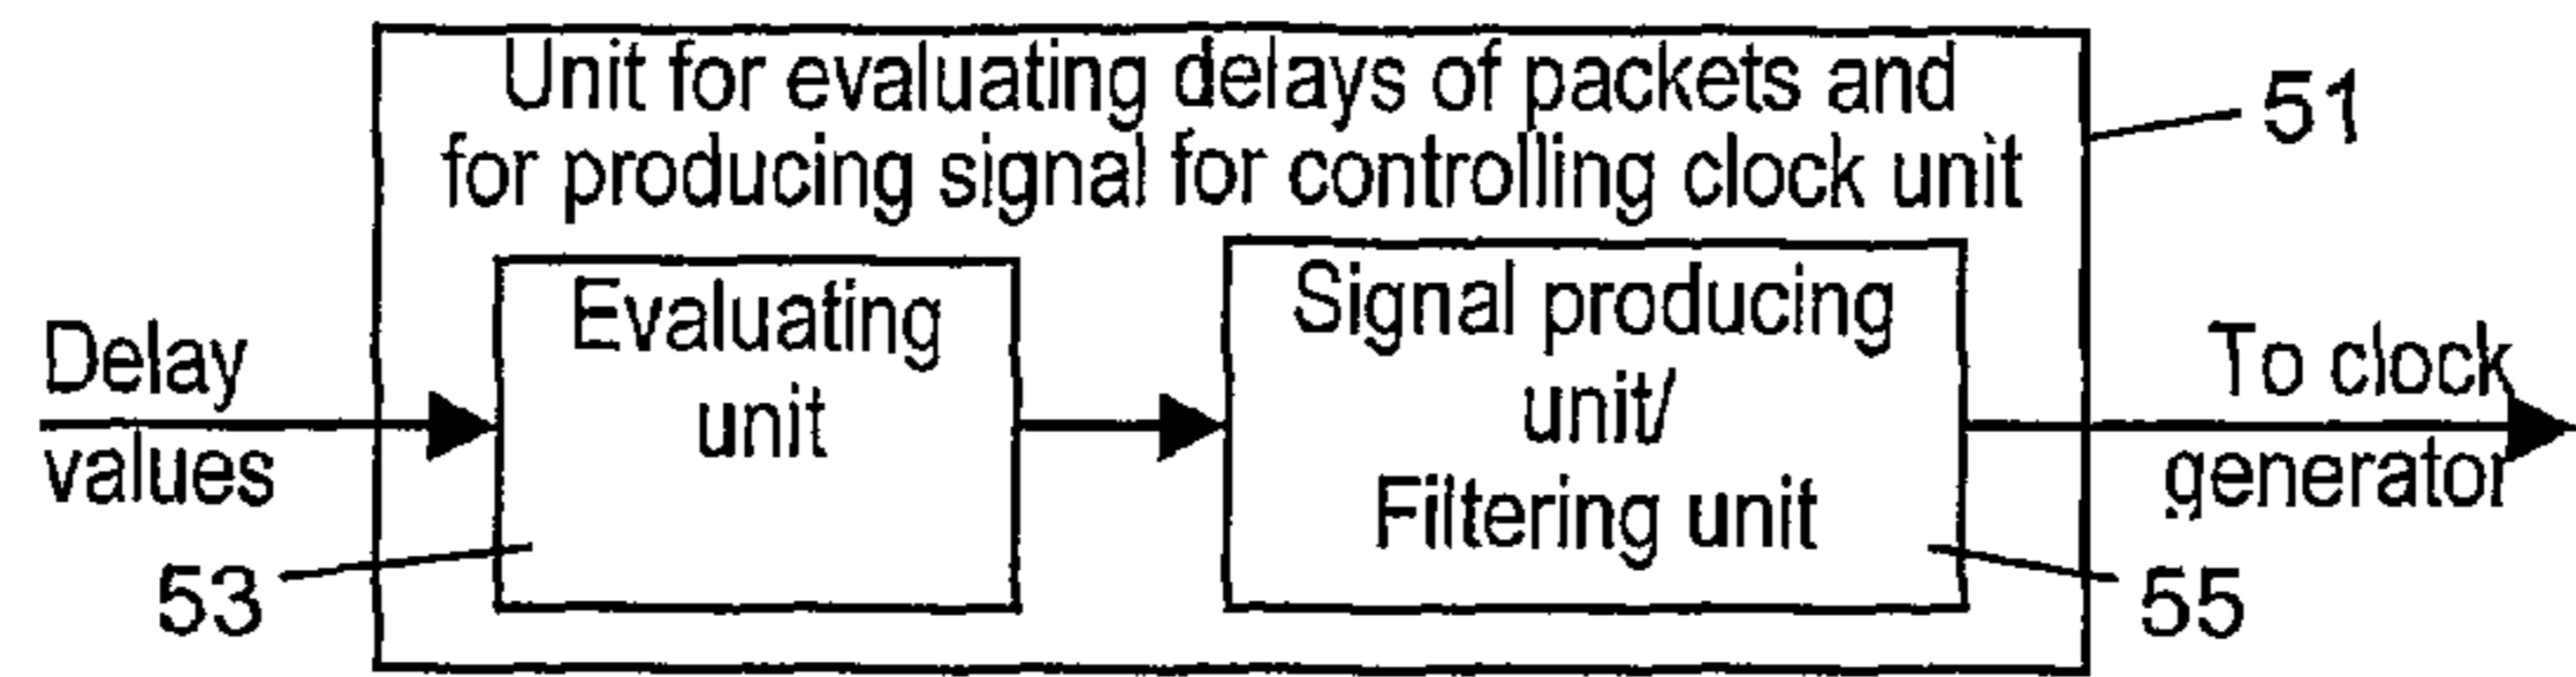 Unit for evaluating delays of packets and
for producing signal for controlling clock unit
51
Delay
values
Evaluating
unit
53
Signal producing
unit/
Filtering unit
55
To clock
generator